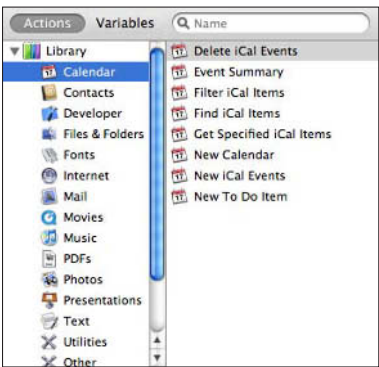 Actions Variables Name
Library
Calendar
Contacts
Developer
Files & Folders
Fonts
Internet
Mail
Movies
Music
PDFs
Photos
Presentations
Text
Utilities
Other
Delete iCal Events
Event Summary
Filter iCal Items
Find iCal Items
Get Specified iCal Items
New Calendar
New iCal Events
New To Do Item